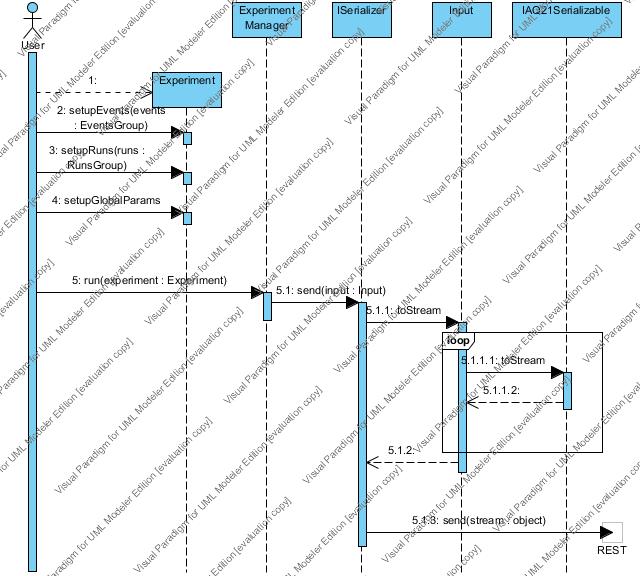 Experiment
Manager
ISerializer
Input
IAQ21Serializable
User
1:
Experiment
2: setupEvents(events
: EventsGroup)
3: setupRuns(runs :
RunsGroup)
4: setupGlobalParams
5: run(experiment : Experiment)
5.1: send(input : Input)
5.1.1: toStream
loop
5.1.1.1: toStream
5.1.1.2:
5.1.2:
5.1.3: send(stream : object)
REST
Visual Paradigm for UML Modeler Edition [evaluation copy]